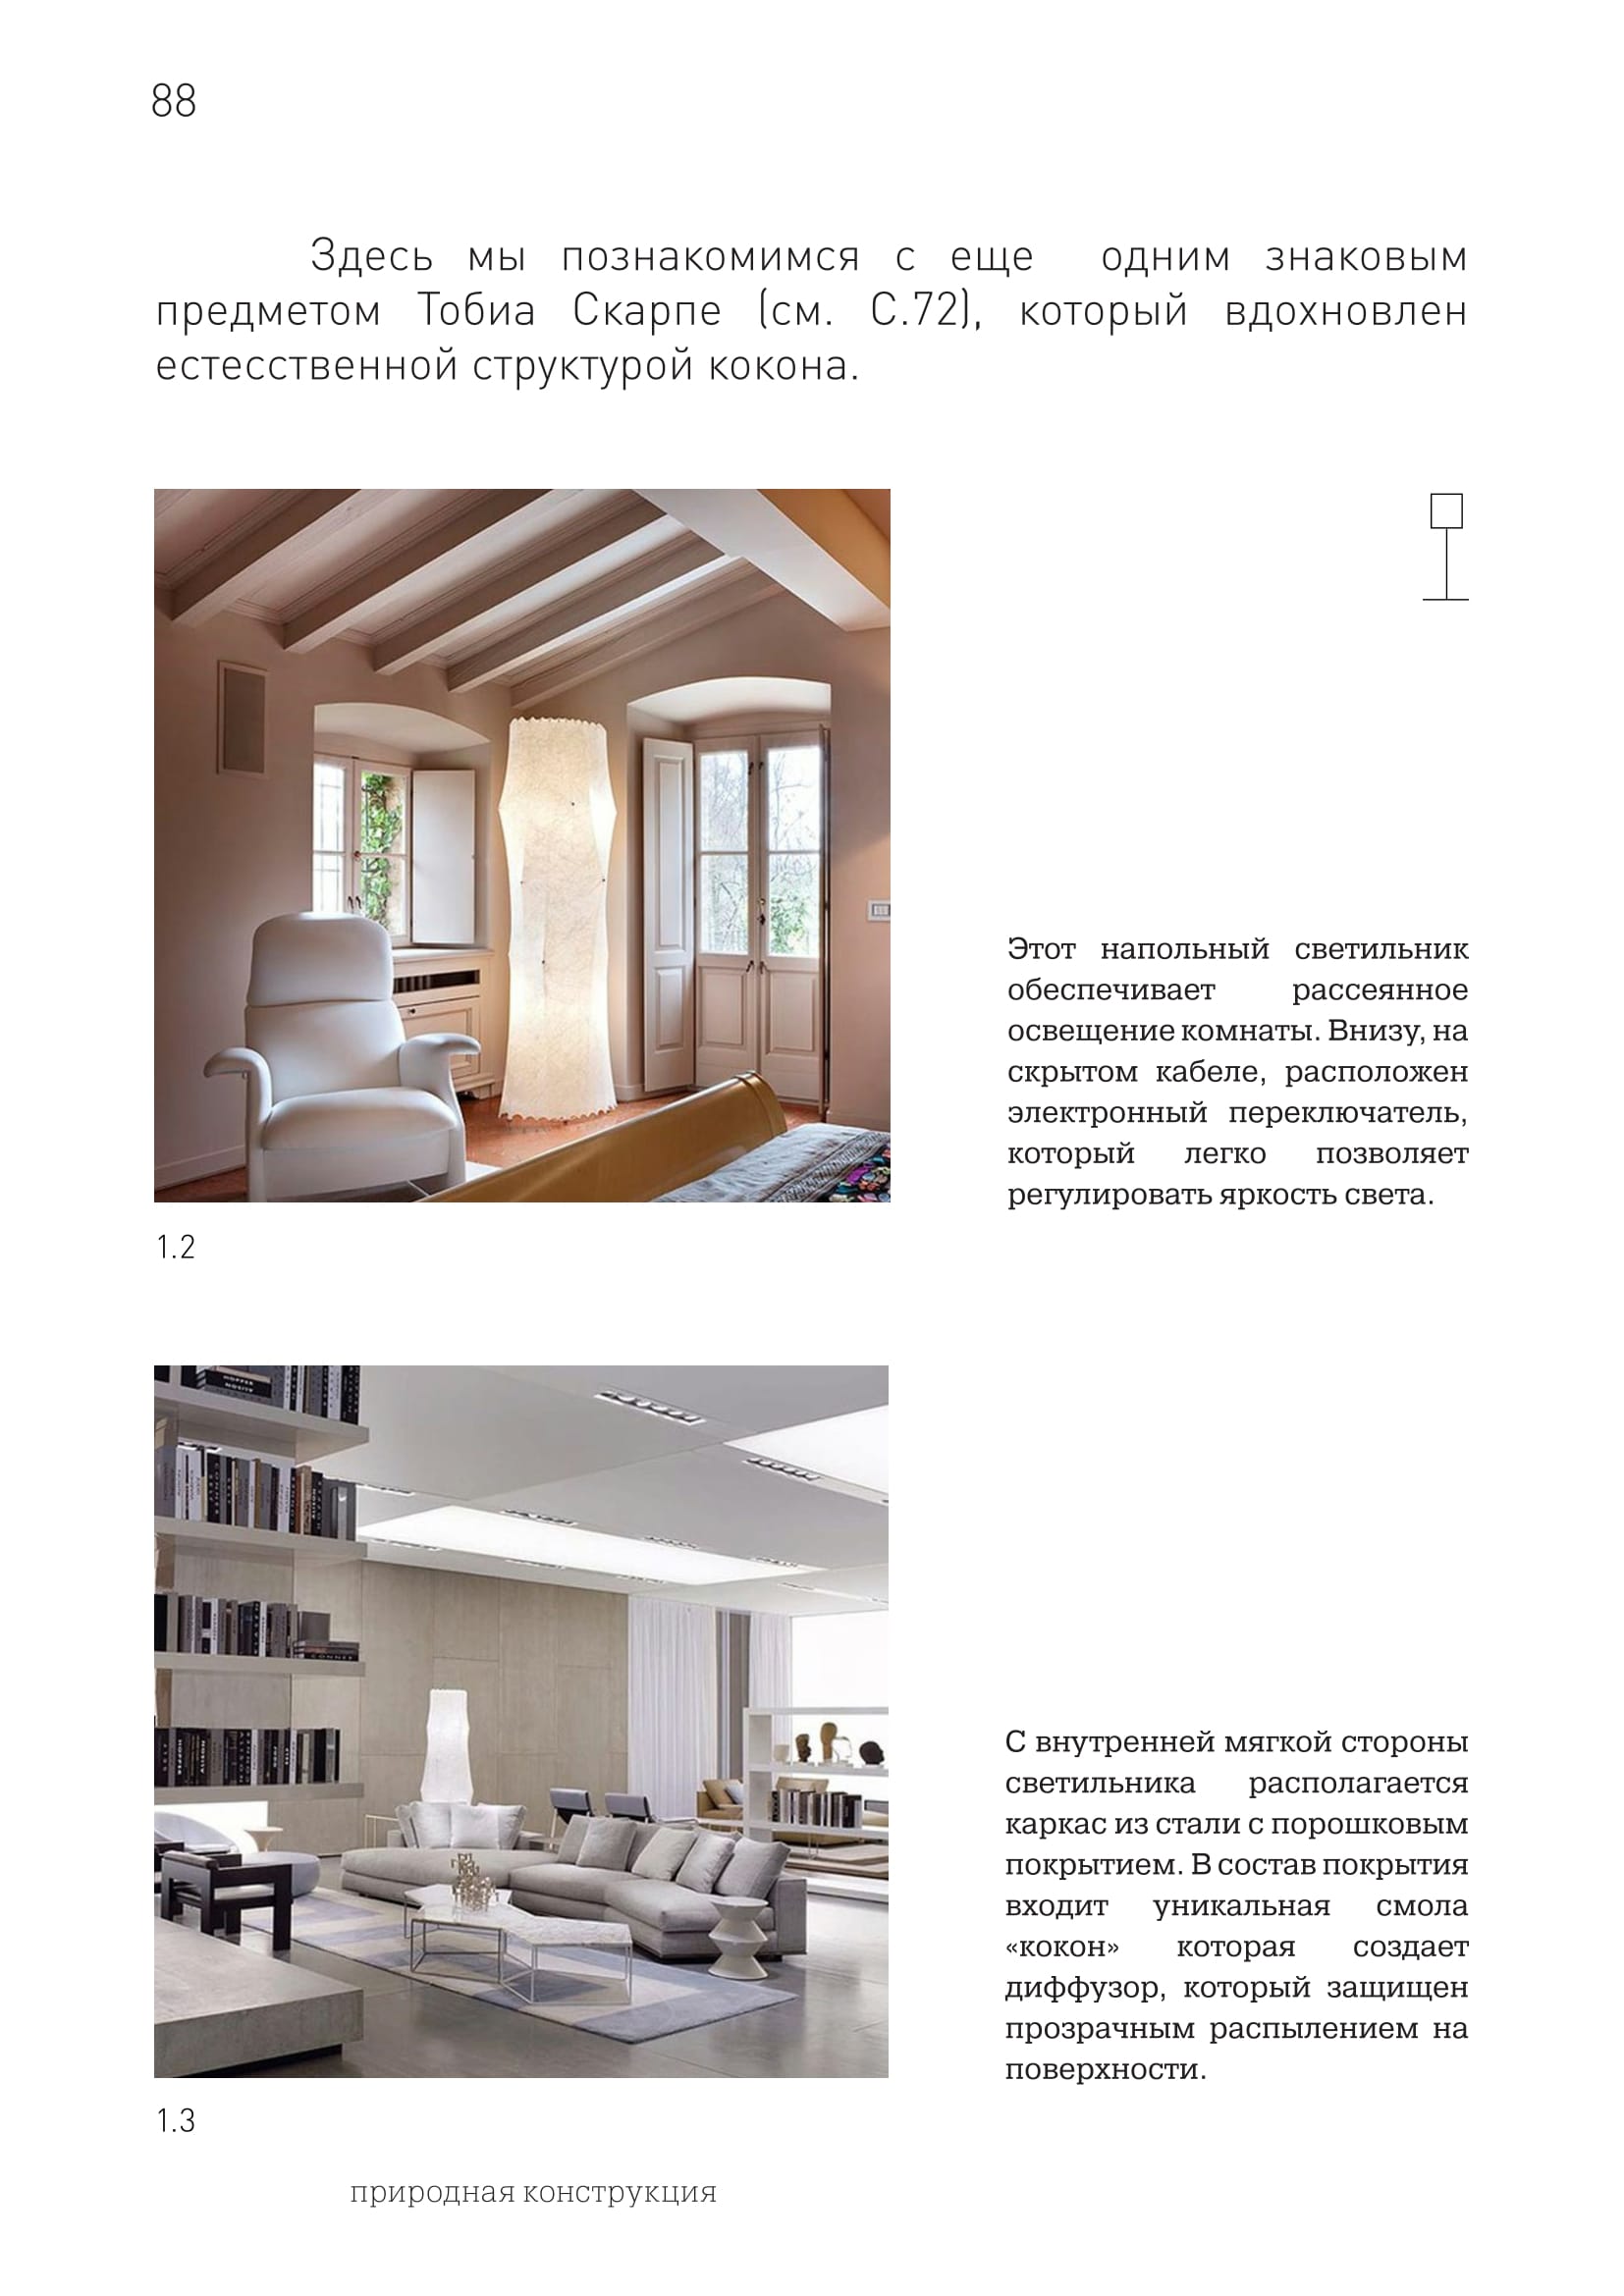 88
Здесь мы познакомимся с еще одним знаковым
предметом Тобиа Скарпе (см. С.72), который вдохновлен
естесственной структурой кокона.
Этот напольный светильник
обеспечивает рассеянное
освещение комнаты. Внизу, на
скрытом кабеле, расположен
электронный переключатель,
который легко позволяет
регулировать яркость света.
1.2
С внутренней мягкой стороны
светильника располагается
каркас из стали с порошковым
покрытием. В состав покрытия
входит уникальная смола
«кокон» которая создает
диффузор, который защищен
прозрачным распылением на
поверхности.
1.3
природная конструкция